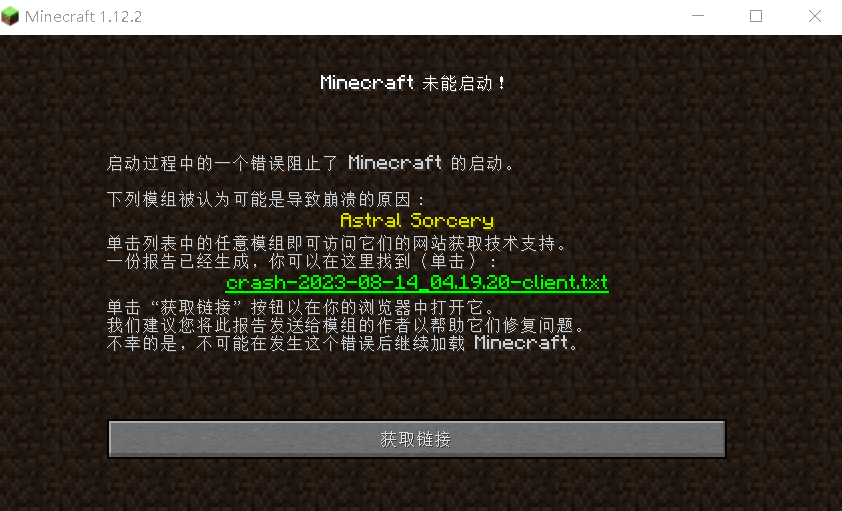 Minecraft 1.12.2
Minecraft 未能启动！
启动过程中的一个错误阻止了 Minecraft 的启动。
下列模组被认为可能是导致崩溃的原因：
Astral Sorcery
单击列表中的任意模组即可访问它们的网站获取技术支持。
一份报告已经生成，你可以在这里找到（单击）：
crash-2023-08-14_04.19.20-client.txt
单击“获取链接”按钮以在你的浏览器中打开它。
我们建议您将此报告发送给模组的作者以帮助它们修复问题。
不幸的是，不可能在发生这个错误后继续加载 Minecraft。
获取链接